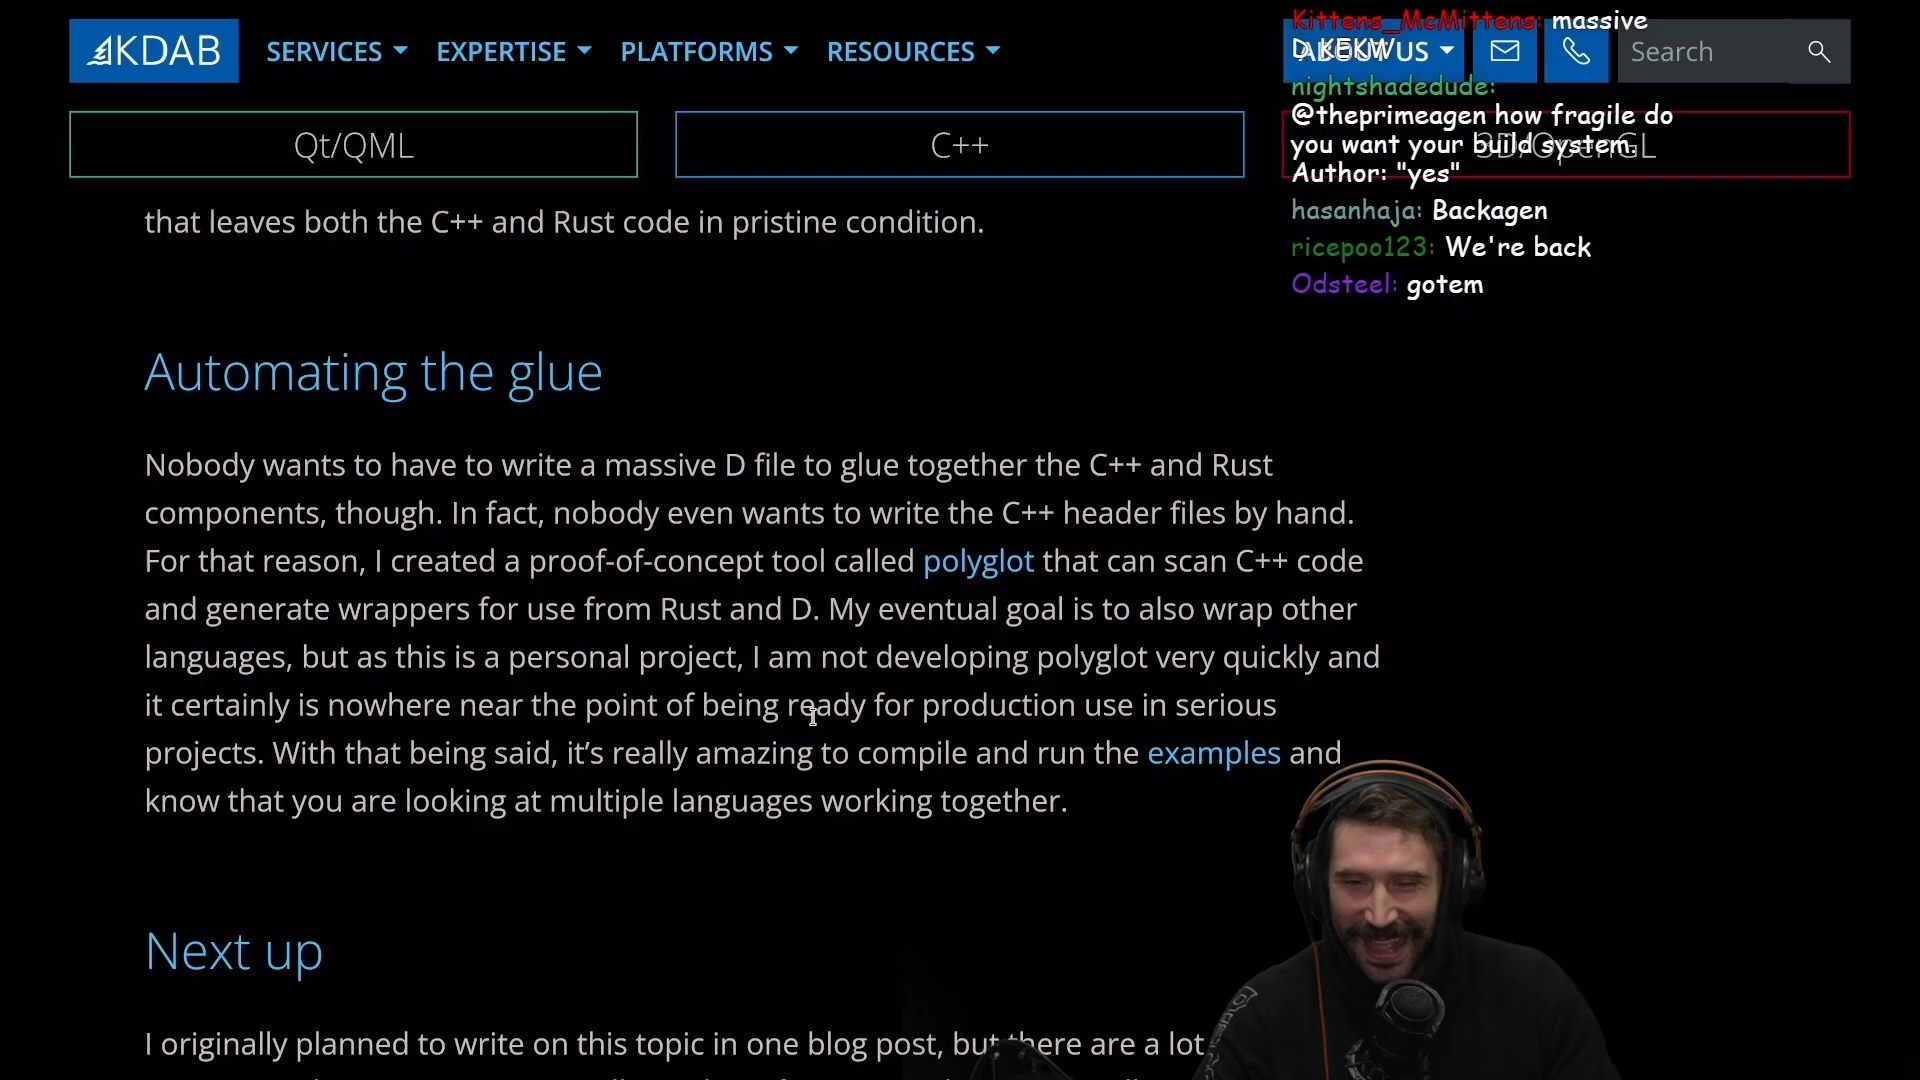 KDAB
SERVICES
EXPERTISE
PLATFORMS
RESOURCES
ABOUT US
Search
Qt/QML
C++
3D/OpenGL
Kittens_McMittens: massive
D KEKW
nightshadedude:
@theprimeagen how fragile do
you want your build system.
Author: "yes"
hasanhaja: Backagen
ricepoo123: We're back
Odsteel: gotem
that leaves both the C++ and Rust code in pristine condition.
Automating the glue
Nobody wants to have to write a massive D file to glue together the C++ and Rust
components, though. In fact, nobody even wants to write the C++ header files by hand.
For that reason, I created a proof-of-concept tool called polyglot that can scan C++ code
and generate wrappers for use from Rust and D. My eventual goal is to also wrap other
languages, but as this is a personal project, I am not developing polyglot very quickly and
it certainly is nowhere near the point of being ready for production use in serious
projects. With that being said, it's really amazing to compile and run the examples and
know that you are looking at multiple languages working together.
Next up
I originally planned to write on this topic in one blog post, but there are a lot